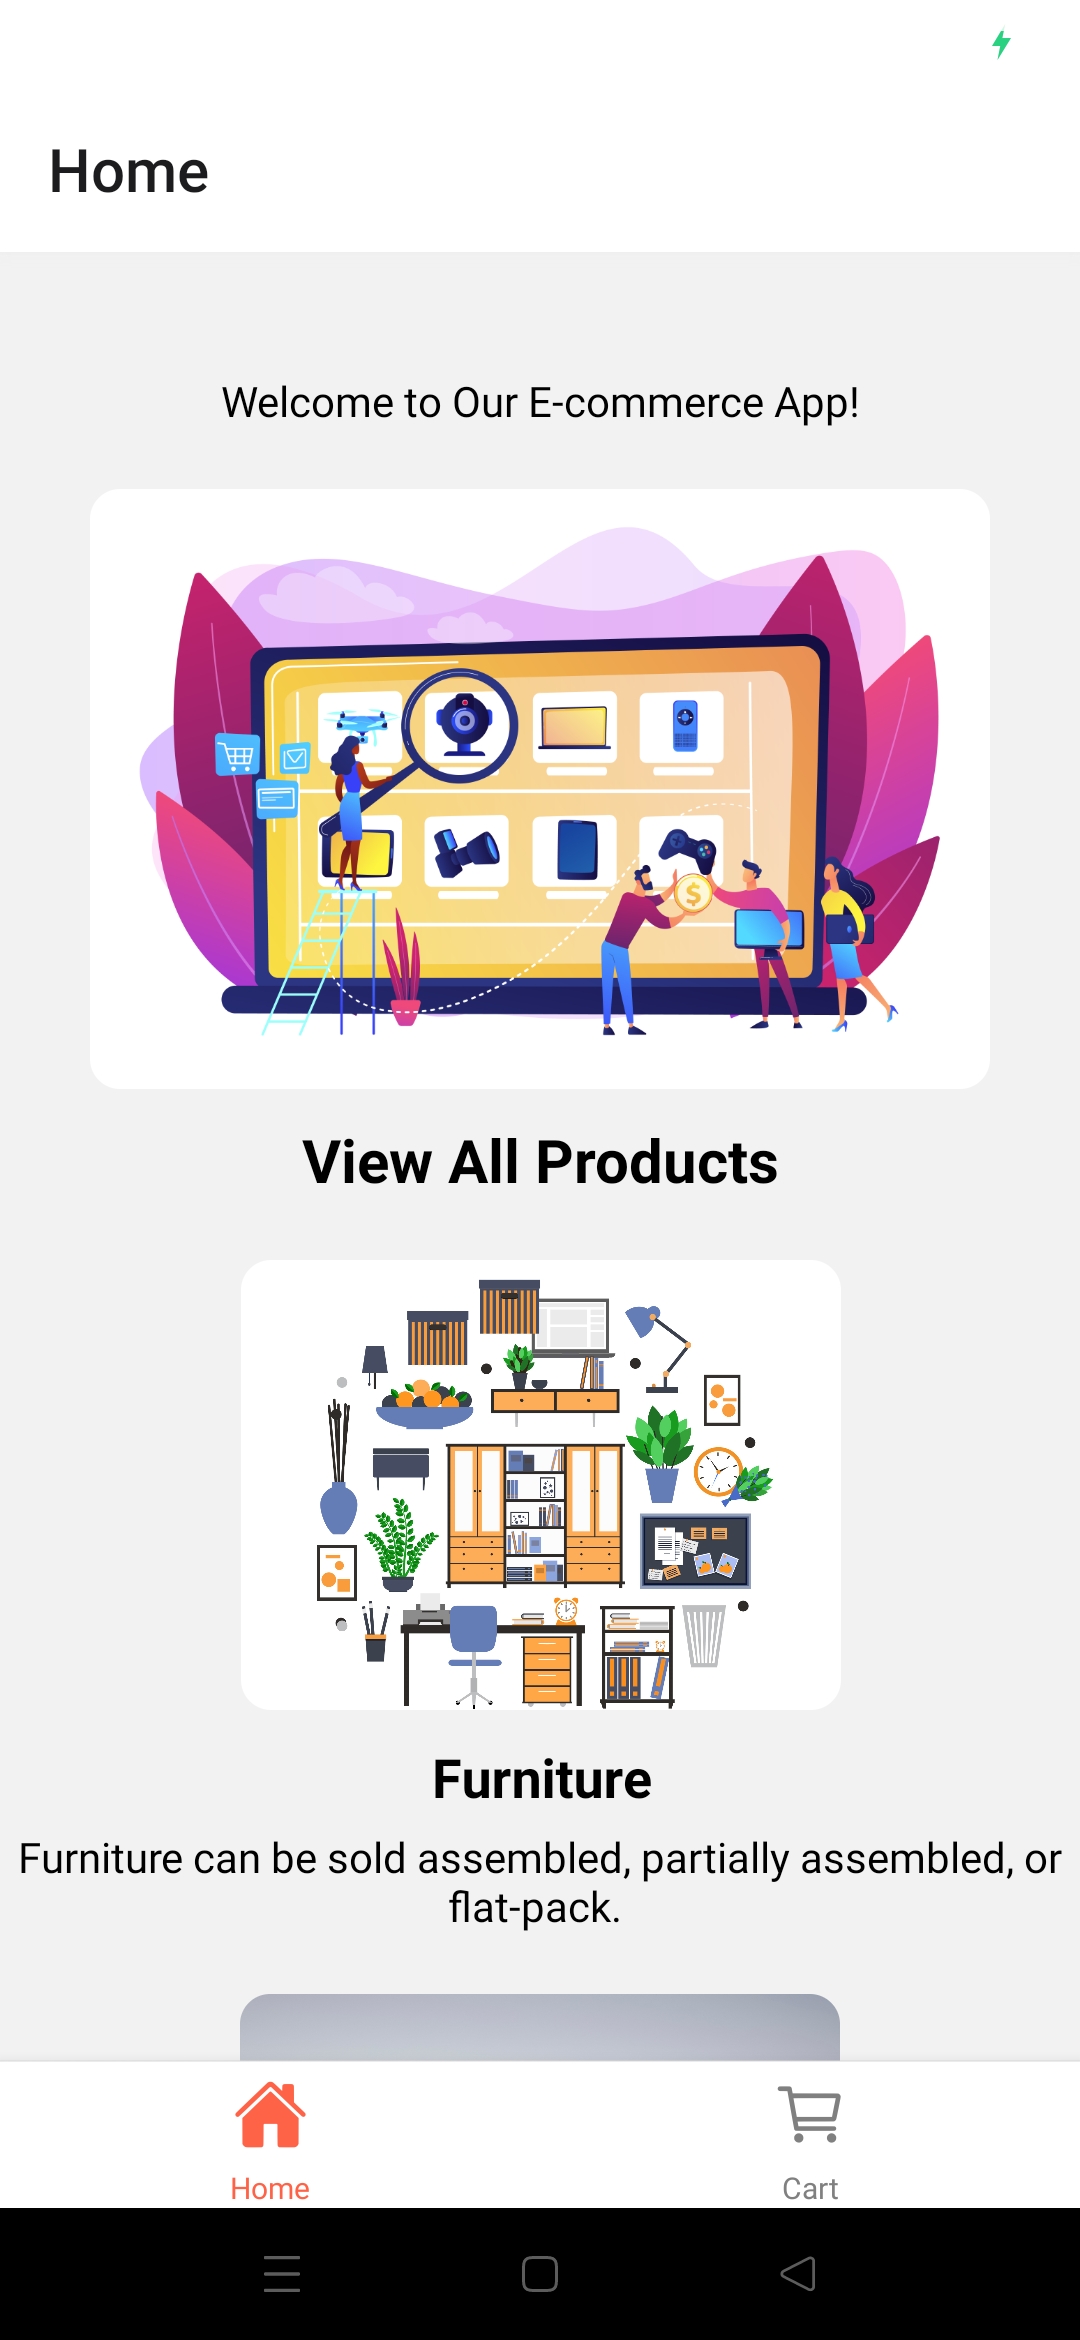 Home
Welcome to Our E-commerce App!
$
View All Products
Furniture
Furniture can be sold assembled, partially assembled, or
flat-pack.
Home
Cart